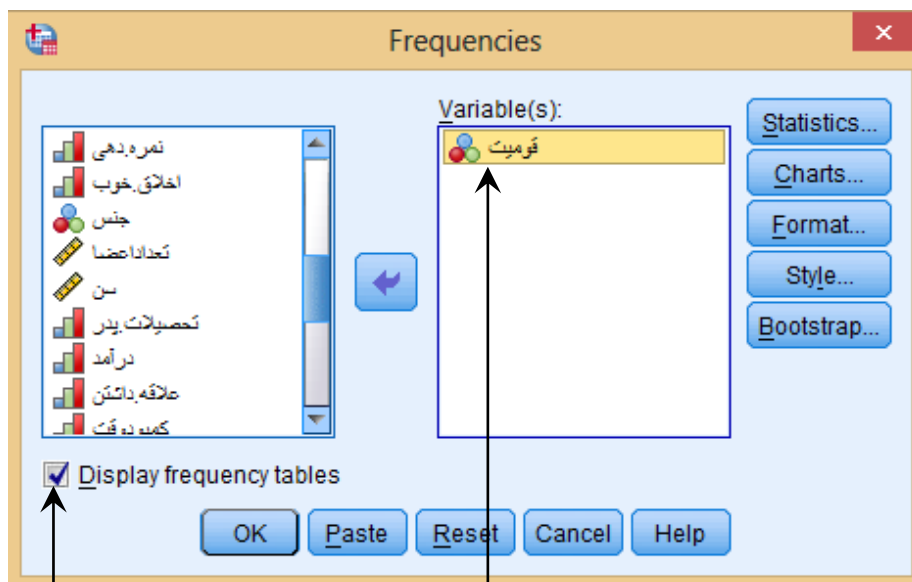 Frequencies
Variable(s):
نمره.دهی
اخلاق.خوب
جنس
تعداداعضا
سن
تحصیلات.پدر
درآمد
علاقه.داشتن
کمبودوقت
قومیت
Statistics...
Charts...
Format...
Style...
Bootstrap...
Display frequency tables
OK
Paste
Reset
Cancel
Help